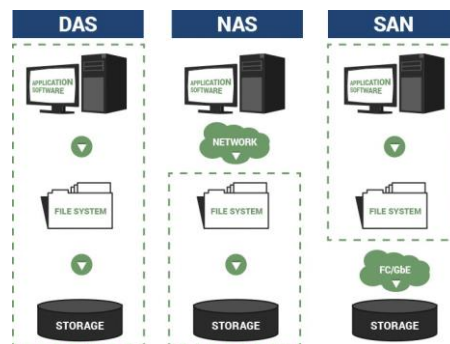 DAS
NAS
SAN
APPLICATION
SOFTWARE
APPLICATION
SOFTWARE
APPLICATION
SOFTWARE
NETWORK
FILE SYSTEM
FILE SYSTEM
FILE SYSTEM
FC/GbE
STORAGE
STORAGE
STORAGE